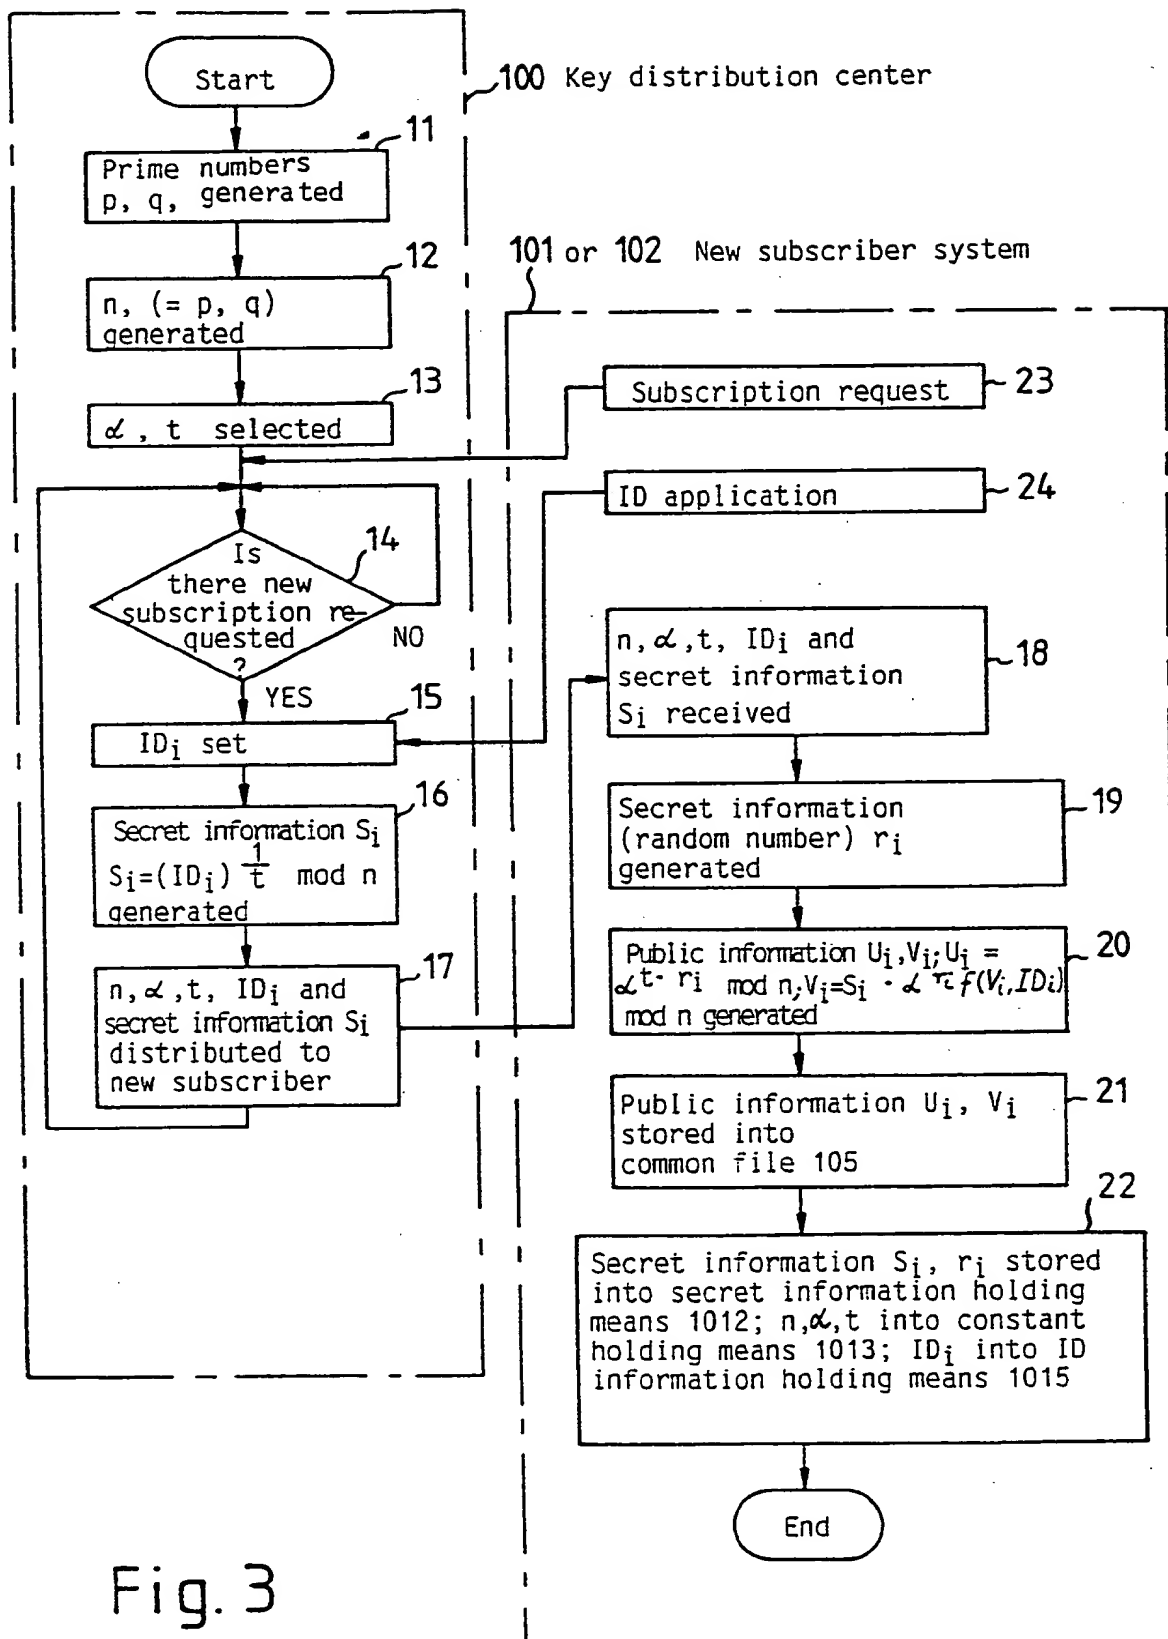 Start
100 Key distribution center
11
Prime numbers
p, q, generated
12
n, (= p, q)
generated
13
α, t selected
14
Is
there new
subscription re-
quested
?
NO
YES
15
IDi set
16
Secret information Si
Si=(IDi) 1/t mod n
generated
17
n,α,t, IDi and
secret information Si
distributed to
new subscriber
101 or 102 New subscriber system
Subscription request
23
ID application
24
18
n,α,t, IDi and
secret information
Si received
19
Secret information
(random number) ri
generated
20
Public information Ui,Vi;Ui =
α t· ri mod n,Vi=Si · α ri f(Vi,IDi)
mod n generated
21
Public information Ui, Vi
stored into
common file 105
22
Secret information Si, ri stored
into secret information holding
means 1012; n,α,t into constant
holding means 1013; IDi into ID
information holding means 1015
End
Fig. 3